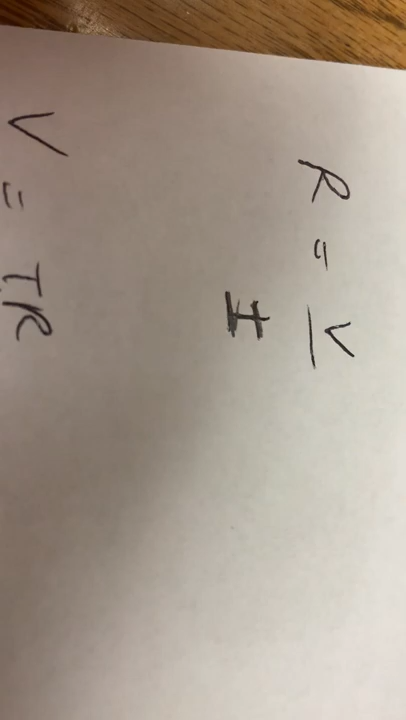 R = V
I
V = IR